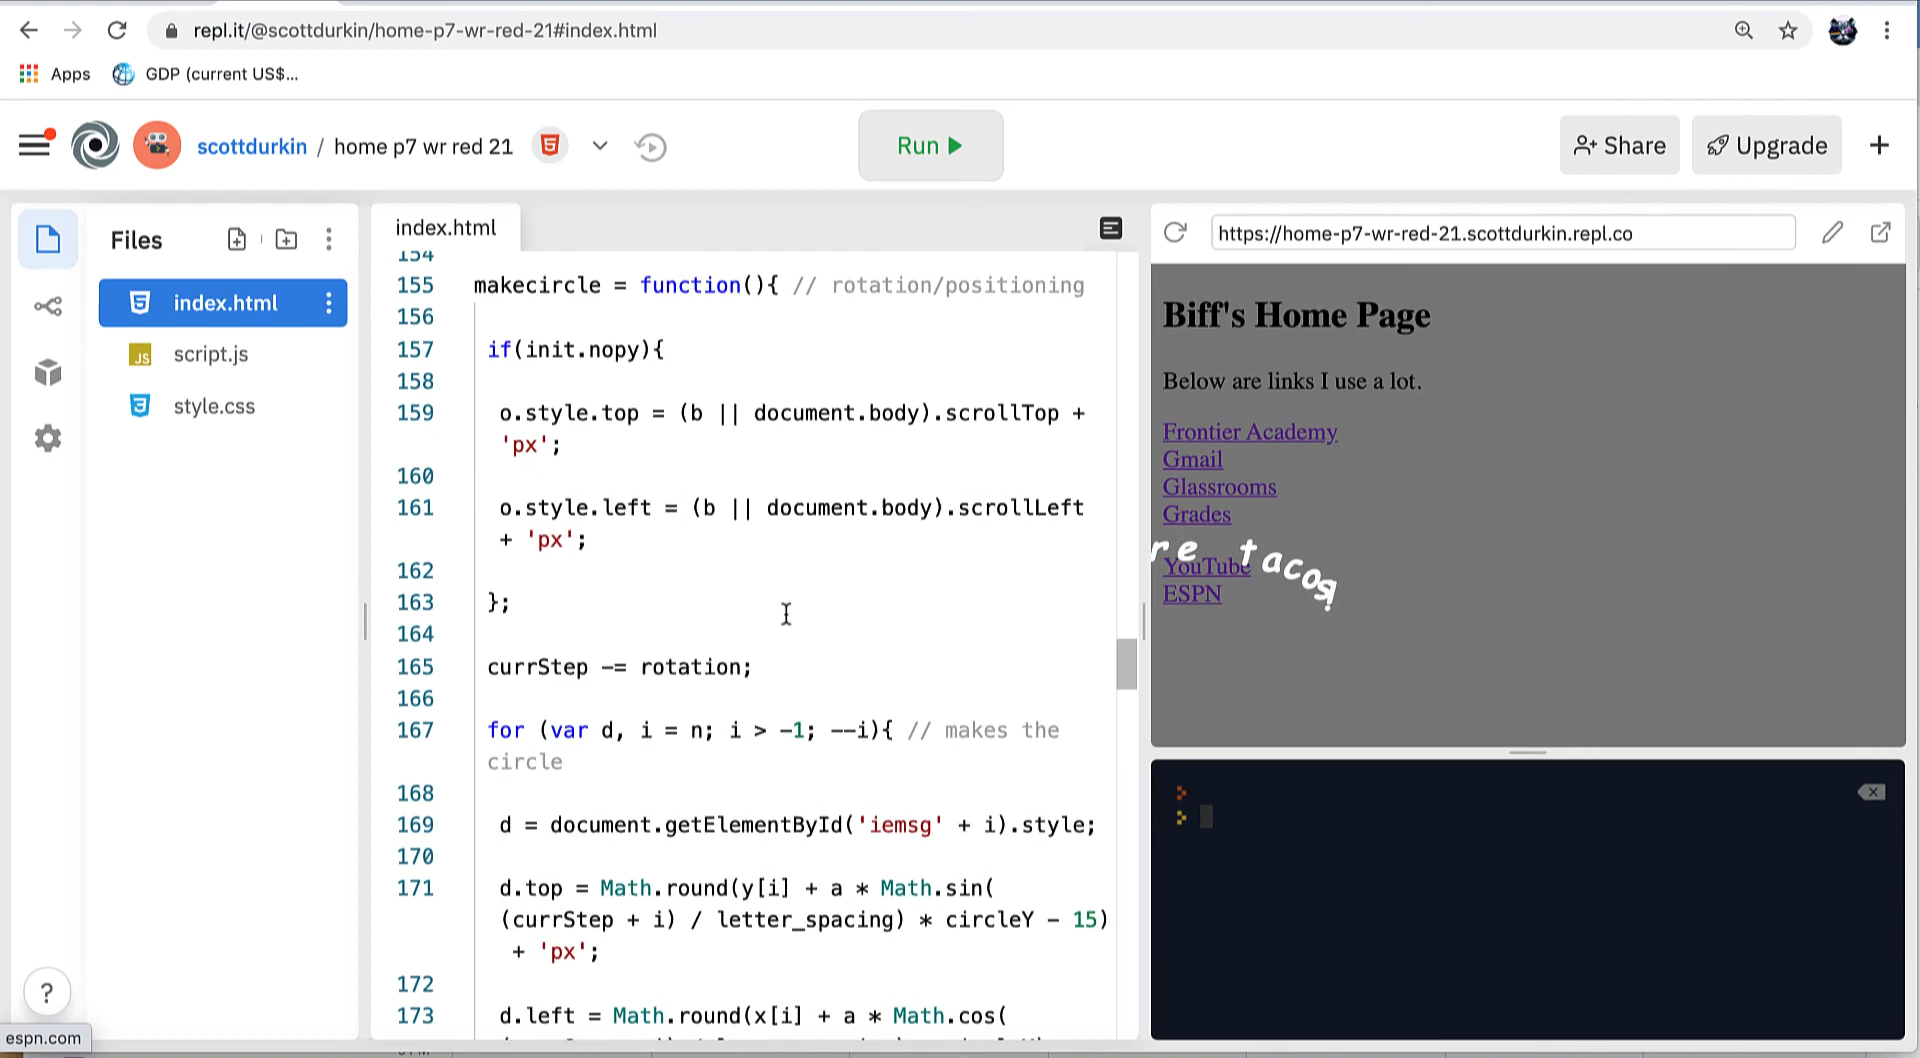 repl.it/@scottdurkin/home-p7-wr-red-21#index.html
Apps GDP (current US$...
scottdurkin / home p7 wr red 21
Run
Share
Upgrade
Files
index.html
JS script.js
style.css
index.html
154
155 makecircle = function(){ // rotation/positioning
156
157 if(init.nopy){
158
159 o.style.top = (b || document.body).scrollTop +
'px';
160
161 o.style.left = (b || document.body).scrollLeft
+ 'px';
162
163 };
164
165 currStep -= rotation;
166
167 for (var d, i = n; i > -1; --i){ // makes the
circle
168
169 d = document.getElementById('iemsg' + i).style;
170
171 d.top = Math.round(y[i] + a * Math.sin(
(currStep + i) / letter_spacing) * circleY - 15)
+ 'px';
172
173 d.left = Math.round(x[i] + a * Math.cos(
https://home-p7-wr-red-21.scottdurkin.repl.co
Biff's Home Page
Below are links I use a lot.
Frontier Academy
Gmail
Glassrooms
Grades
re tacos!
YouTube
ESPN
>
>
?
espn.com